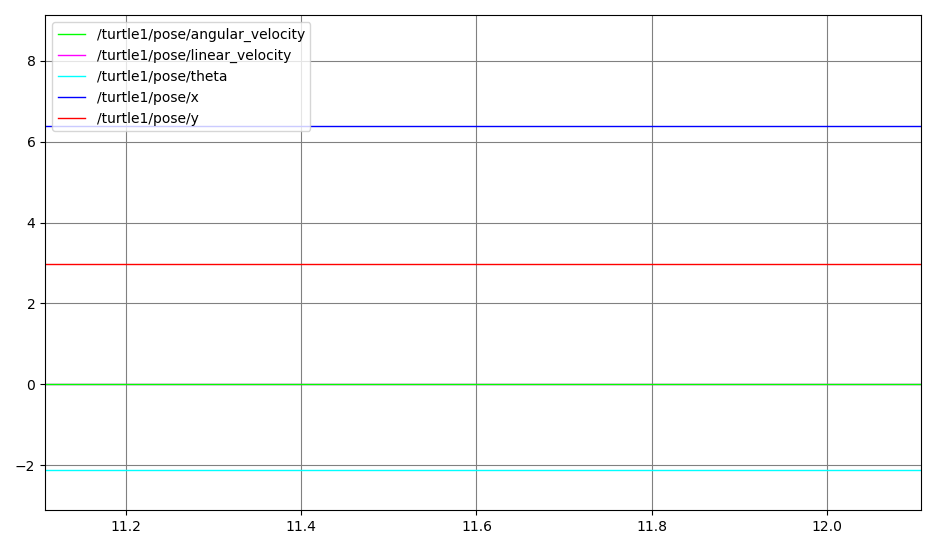 /turtle1/pose/angular_velocity
/turtle1/pose/linear_velocity
/turtle1/pose/theta
/turtle1/pose/x
/turtle1/pose/y
8
6
4
2
0
−2
11.2 11.4 11.6 11.8 12.0